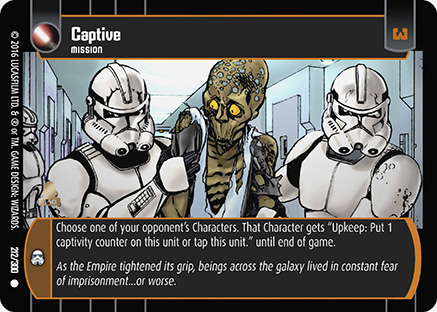 Captive
MISSION
Choose one of your opponent's Characters. That Character gets "Upkeep: Put 1
captivity counter on this unit or tap this unit." until end of game.
As the Empire tightened its grip, beings across the galaxy lived in constant fear
of imprisonment...or worse.
© 2016 LUCASFILM LTD. & ® or TM. GAME DESIGN: WIZARDS.
212/300